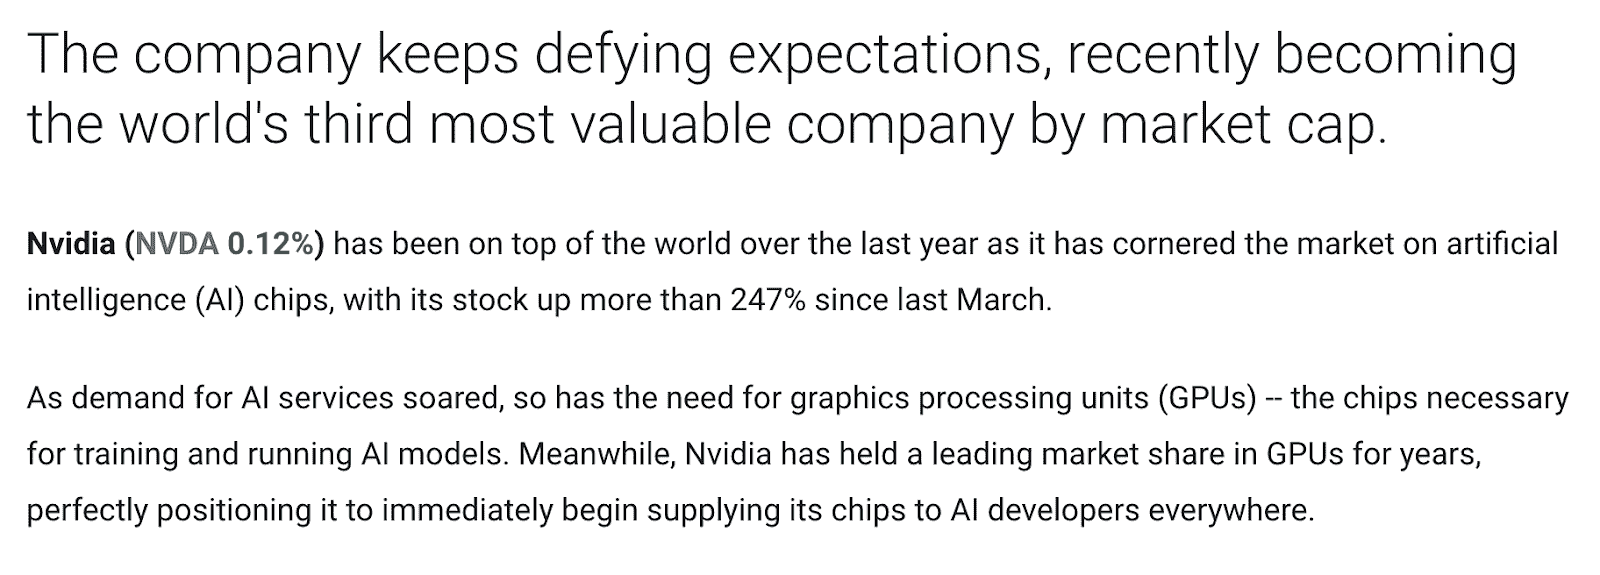 The company keeps defying expectations, recently becoming
the world's third most valuable company by market cap.
Nvidia (NVDA 0.12%) has been on top of the world over the last year as it has cornered the market on artificial
intelligence (AI) chips, with its stock up more than 247% since last March.
As demand for AI services soared, so has the need for graphics processing units (GPUs) -- the chips necessary
for training and running AI models. Meanwhile, Nvidia has held a leading market share in GPUs for years,
perfectly positioning it to immediately begin supplying its chips to AI developers everywhere.